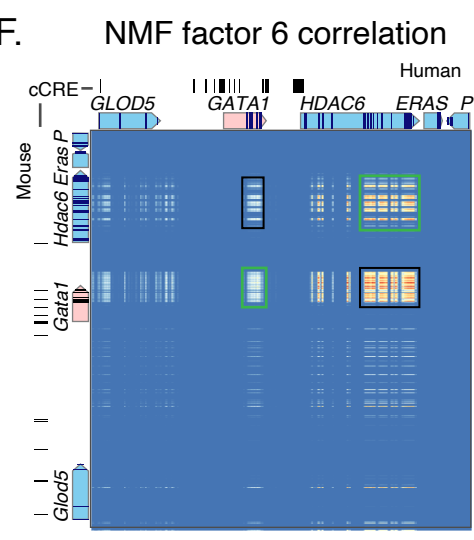 F. NMF factor 6 correlation
Human
cCRE
GLOD5 GATA1 HDAC6 ERAS P
Mouse
Hdac6 Eras P
Gata1
Glod5